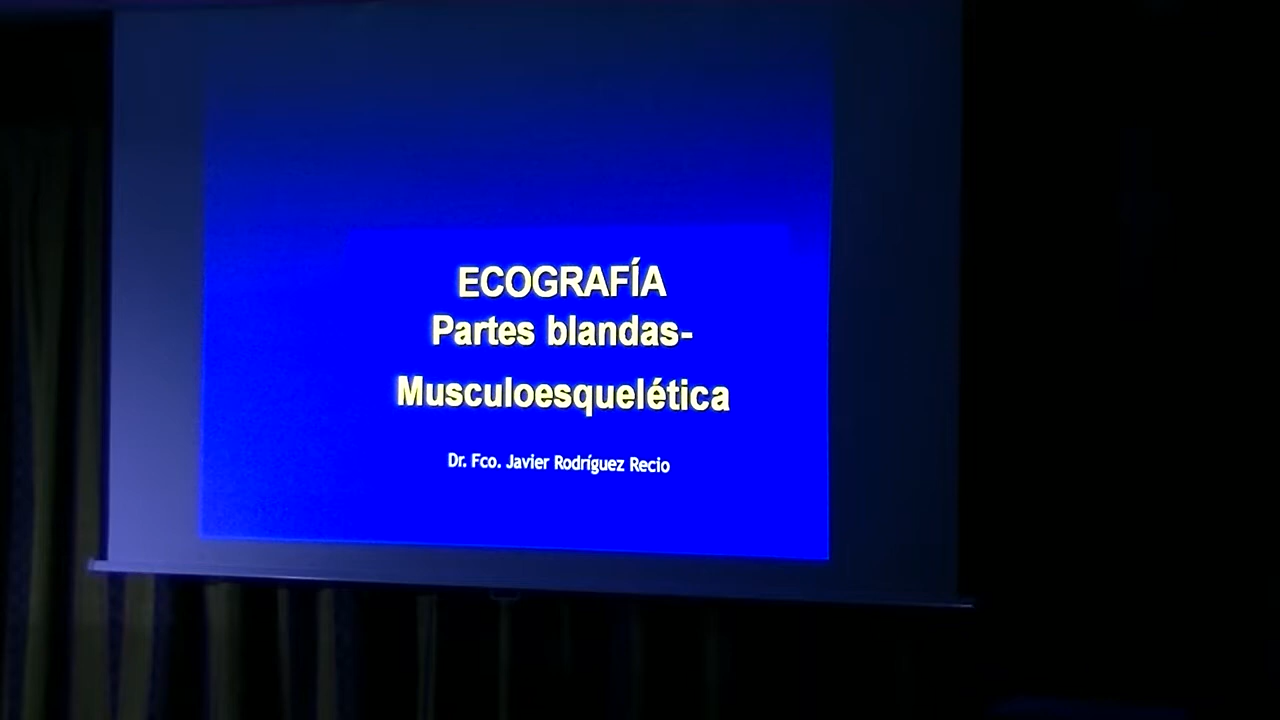 ECOGRAFÍA
Partes blandas-
Musculoesquelética
Dr. Fco. Javier Rodríguez Recio